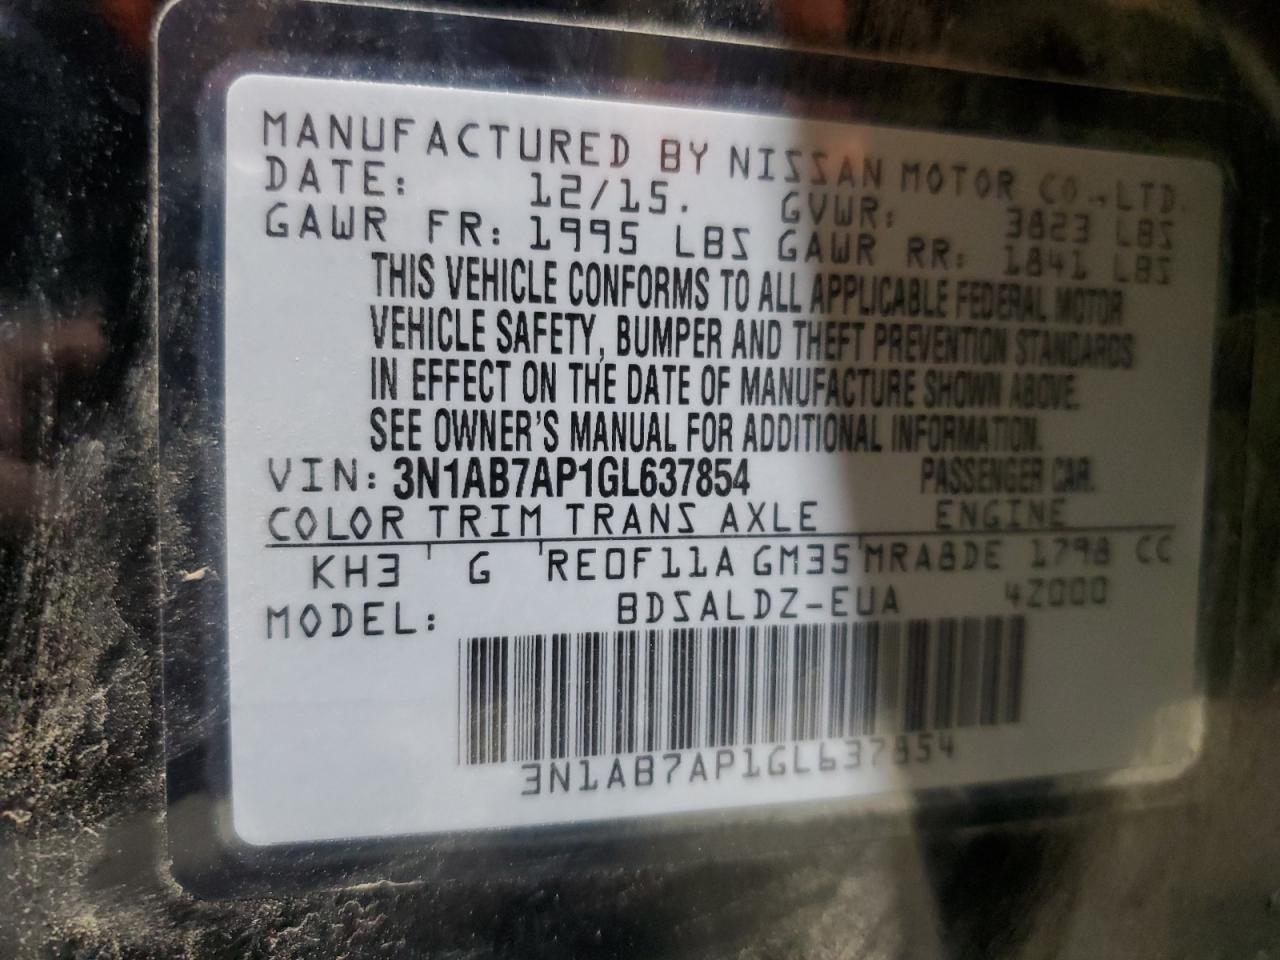 MANUFACTURED BY NISSAN MOTOR CO.,LTD.
DATE: 12/15. GVWR: 3823 LBS
GAWR FR: 1995 LBS GAWR RR: 1841 LBS
THIS VEHICLE CONFORMS TO ALL APPLICABLE FEDERAL MOTOR
VEHICLE SAFETY, BUMPER AND THEFT PREVENTION STANDARDS
IN EFFECT ON THE DATE OF MANUFACTURE SHOWN ABOVE.
SEE OWNER'S MANUAL FOR ADDITIONAL INFORMATION.
VIN: 3N1AB7AP1GL637854 PASSENGER CAR.
COLOR TRIM TRANS AXLE ENGINE
KH3 G RE0F11A GM35 MRA8DE 1798 CC
MODEL: BDSALDZ-EUA 4Z000
3N1AB7AP1GL637854